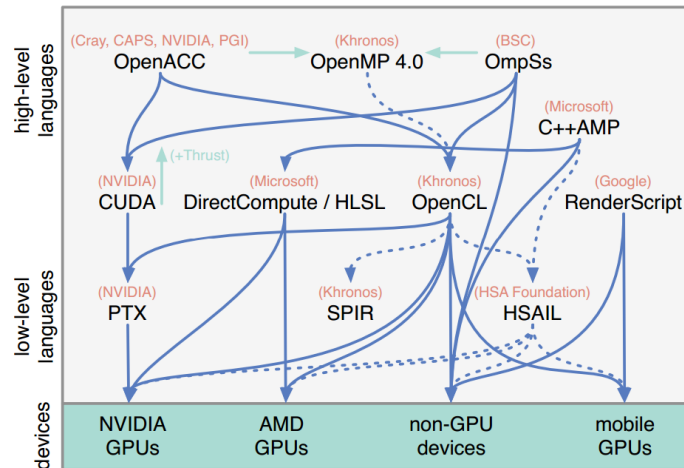 (Cray, CAPS, NVIDIA, PGI) (Khronos) (BSC)
OpenACC OpenMP 4.0 OmpSs
(Microsoft)
C++AMP
(+Thrust)
(NVIDIA) (Microsoft) (Khronos) (Google)
CUDA DirectCompute / HLSL OpenCL RenderScript
(NVIDIA) (Khronos) (HSA Foundation)
PTX SPIR HSAIL
NVIDIA AMD non-GPU mobile
GPUs GPUs devices GPUs
high-level
languages
low-level
languages
devices